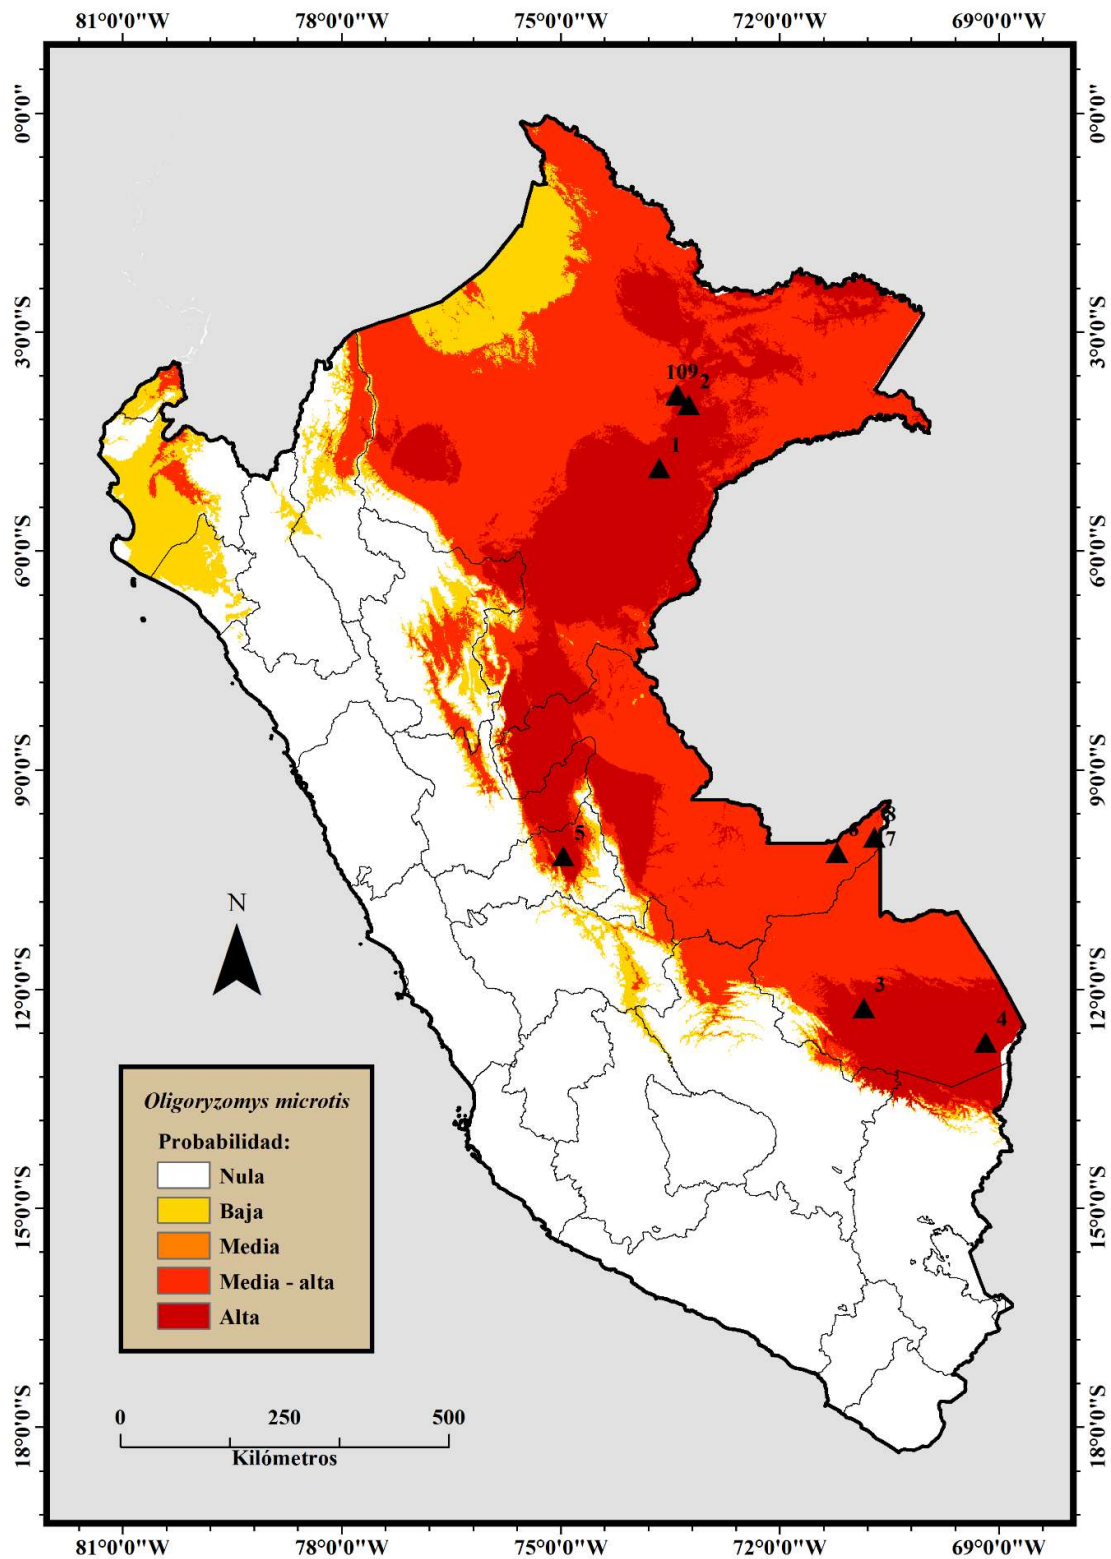 81°0'0"W 78°0'0"W 75°0'0"W 72°0'0"W 69°0'0"W
0°0'0" 0°0'0"
3°0'0"S 3°0'0"S
109 2
1
6°0'0"S 6°0'0"S
9°0'0"S 9°0'0"S
8
5 6 7
N
12°0'0"S 12°0'0"S
3
4
Oligoryzomys microtis
Probabilidad:
Nula
Baja
Media
Media - alta
Alta
15°0'0"S 15°0'0"S
0 250 500
Kilómetros
18°0'0"S 18°0'0"S
81°0'0"W 78°0'0"W 75°0'0"W 72°0'0"W 69°0'0"W